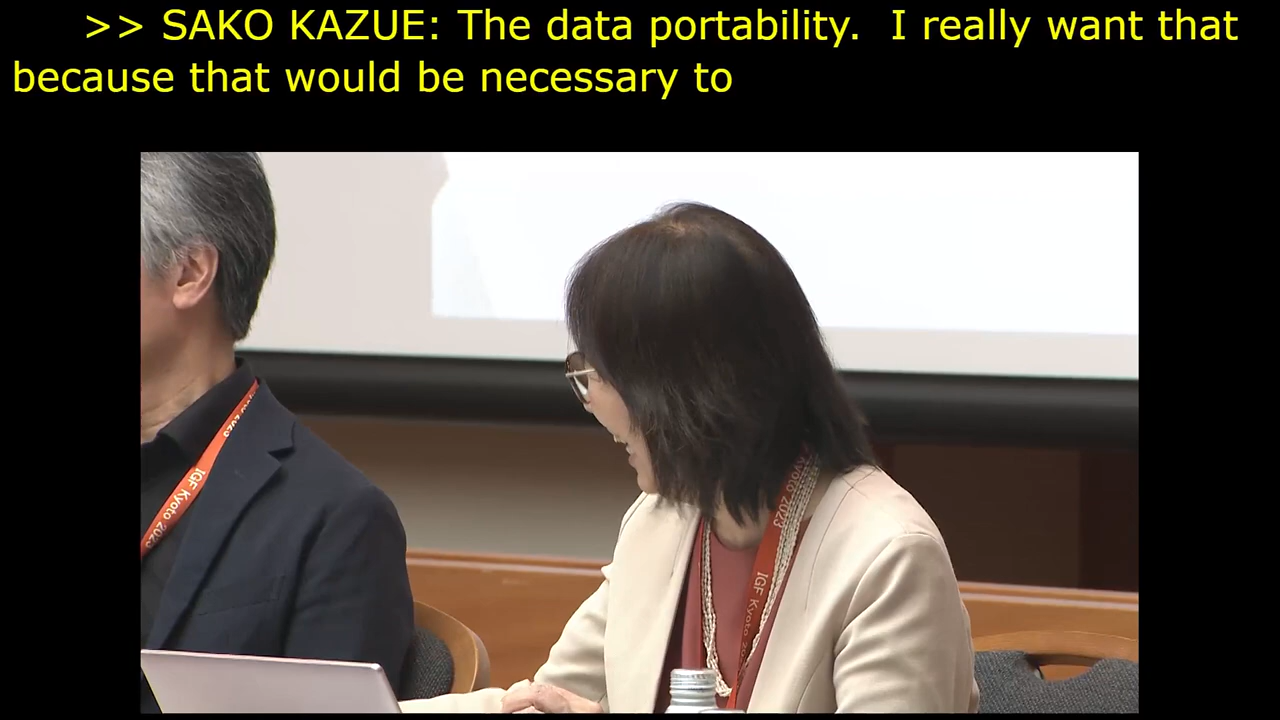 >> SAKO KAZUE: The data portability. I really want that
because that would be necessary to
IGF Kyoto 2023
IGF Kyoto 2023